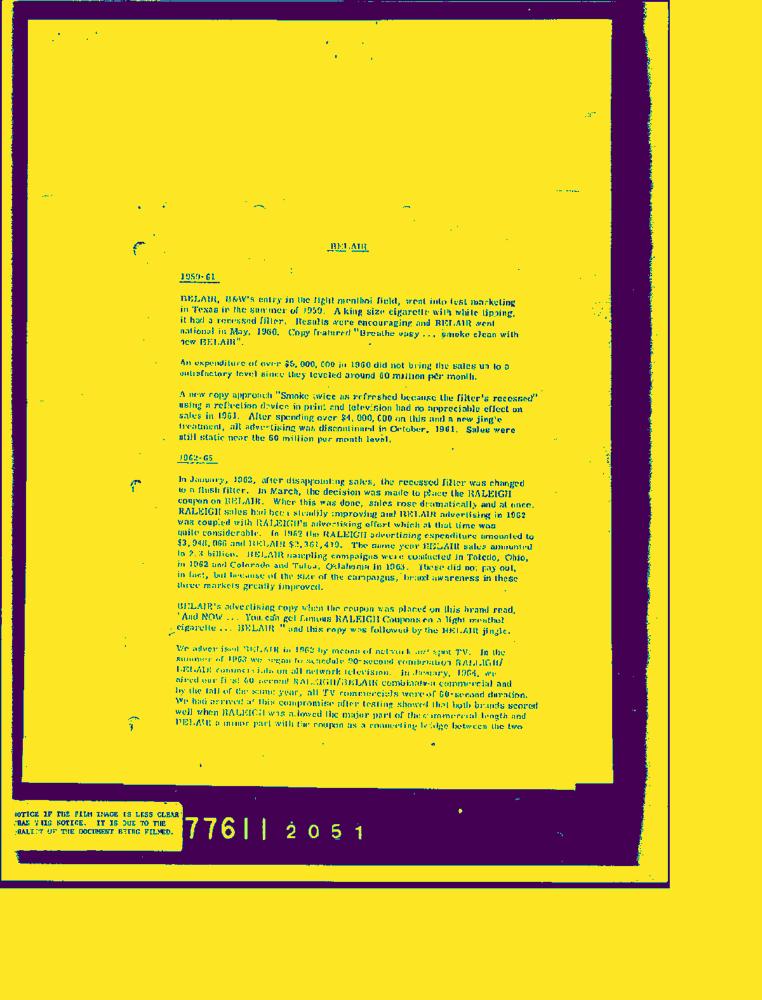 BELAIR
1959-61
BELAIR, B&W's entry in the light menthol field, went into test marketing
in Texas in the summer of 1959. A king size cigarette with white tipping,
it had a recessed filter. Results were encouraging and BELAIR went
national in May, 1960. Copy featured "Breathe easy ... smoke clean with
new BELAIR".
An expenditure of over $5,000,000 in 1960 did not bring the sales up to a
satisfactory level since they leveled around 60 million per month.
A new copy approach "Smoke twice as refreshed because the filter's recessed"
using a reflection device in print and television had no appreciable effect on
sales in 1961. After spending over $4,000,000 on this and a new jingle
treatment, all advertising was discontinued in October, 1961. Sales were
still static near the 60 million per month level.
1962-65
In January, 1962, after disappointing sales, the recessed filter was changed
to a flush filter. In March, the decision was made to place the RALEIGH
coupon on BELAIR. When this was done, sales rose dramatically and at once.
RALEIGH sales had been steadily improving and BELAIR advertising in 1962
was coupled with RALEIGH's advertising effort which at that time was
quite considerable. In 1962 the RALEIGH advertising expenditure amounted to
and BELAIR The same year BELAIR sales amounted
to 2.3 billion. BELAIR sampling campaigns were conducted in Toledo, Ohio,
in 1962 and Colorado and Tulsa, Oklahoma in 1963. These did not pay out,
in fact, but because of the size of the campaigns, brand awareness in these
three markets greatly improved.
BELAIR's advertising copy when the coupon was placed on this brand read,
"And NOW ... You can get famous RALEIGH Coupons on a light menthol
cigarette ... BELAIR " and this copy was followed by the BELAIR jingle.
We advertised BELAIR in 1962 by means of network and spot TV. In the
summer of 1963 we began to schedule 90-second combination RALEIGH/
BELAIR commercials on all network television. In January, 1964, we
aired our first 60-second RALEIGH/BELAIR combination commercial and
by the fall of the same year, all TV commercials were of 60-second duration.
We had arrived at this compromise after testing showed that both brands scored
well when RALEIGH was allowed the major part of the commercial length and
BELAIR a minor part with the coupon as a connecting bridge between the two
NOTICE IF THE FILM IMAGE IS LESS CLEAR
THAN THIS NOTICE. IT IS DUE TO THE
QUALITY OF THE DOCUMENT BEING FILMED.
77611 2051